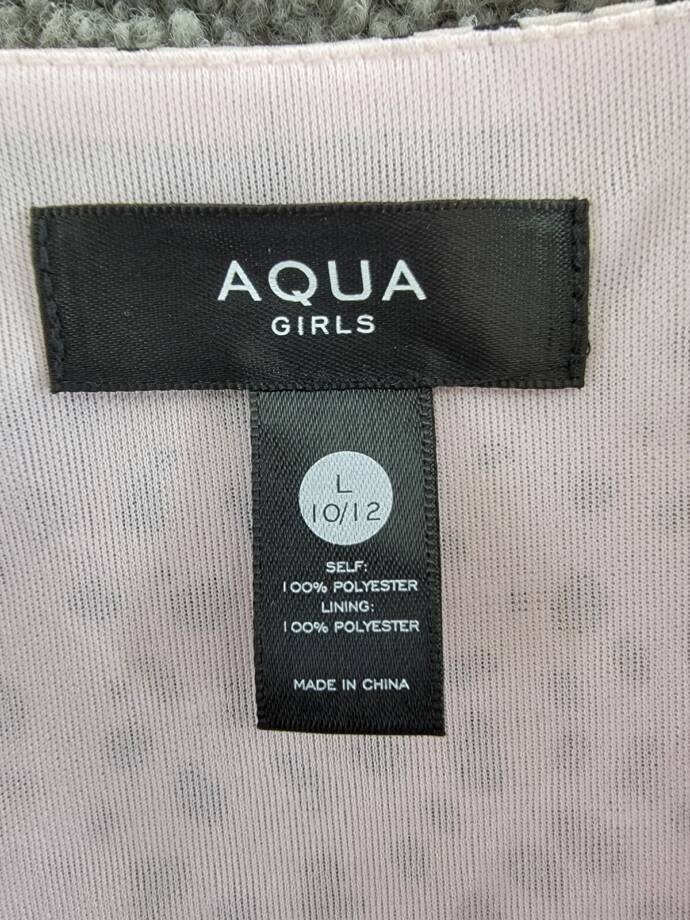 AQUA
GIRLS
L
10/12
SELF:
100% POLYESTER
LINING:
100% POLYESTER
MADE IN CHINA